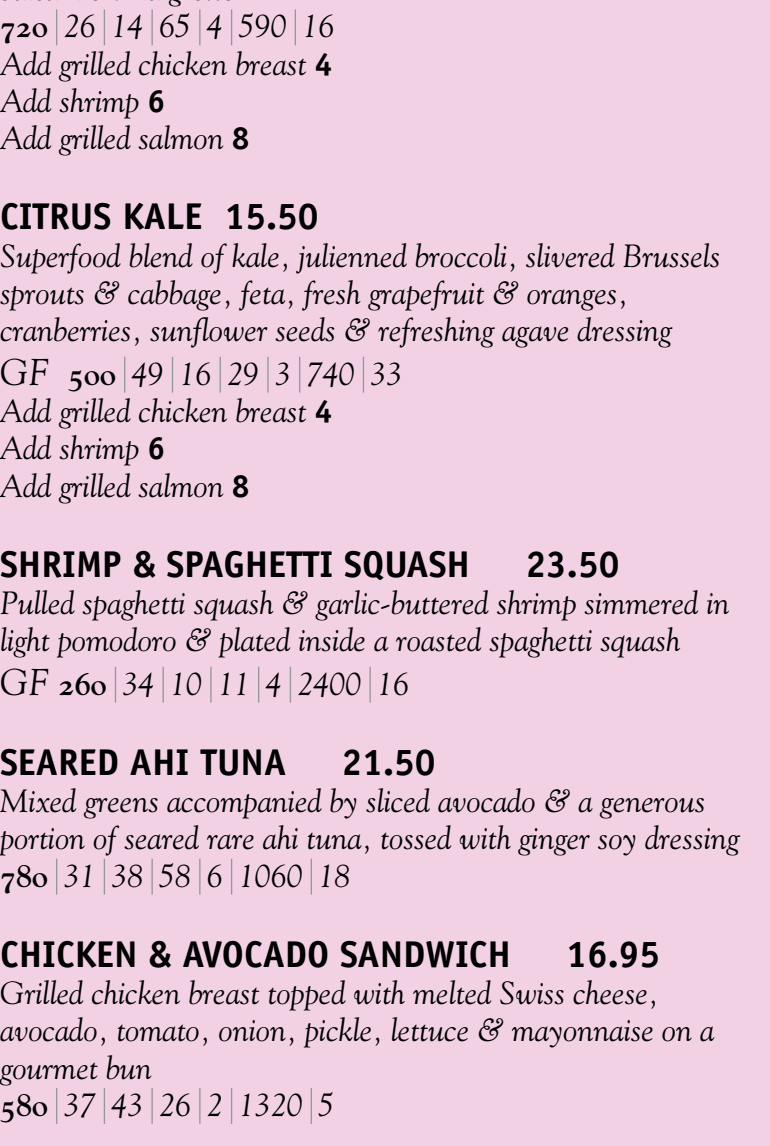 720|26|14|65|4|590|16
Add grilled chicken breast 4
Add shrimp 6
Add grilled salmon 8
CITRUS KALE 15.50
Superfood blend of kale, julienned broccoli, slivered Brussels
sprouts & cabbage, feta, fresh grapefruit & oranges,
cranberries, sunflower seeds & refreshing agave dressing
GF 500|49|16|29|3|740|33
Add grilled chicken breast 4
Add shrimp 6
Add grilled salmon 8
SHRIMP & SPAGHETTI SQUASH 23.50
Pulled spaghetti squash & garlic-buttered shrimp simmered in
light pomodoro & plated inside a roasted spaghetti squash
GF 260|34|10|11|4|2400|16
SEARED AHI TUNA 21.50
Mixed greens accompanied by sliced avocado & a generous
portion of seared rare ahi tuna, tossed with ginger soy dressing
780|31|38|58|6|1060|18
CHICKEN & AVOCADO SANDWICH 16.95
Grilled chicken breast topped with melted Swiss cheese,
avocado, tomato, onion, pickle, lettuce & mayonnaise on a
gourmet bun
580|37|43|26|2|1320|5